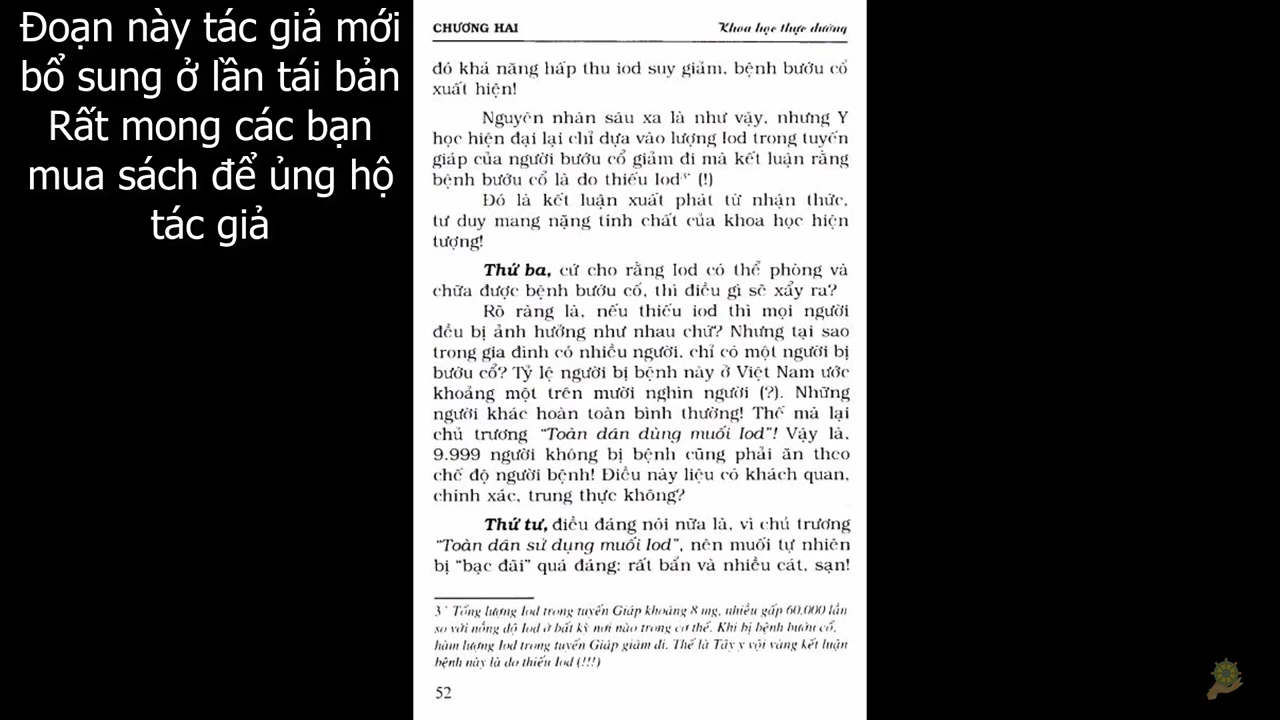 Đoạn này tác giả mới
bổ sung ở lần tái bản
Rất mong các bạn
mua sách để ủng hộ
tác giả
CHƯƠNG HAI
Khoa học thực dưỡng
đó khả năng hấp thu iod suy giảm, bệnh bướu cổ
xuất hiện!
Nguyên nhân sâu xa là như vậy, nhưng Y
học hiện đại lại chỉ dựa vào lượng Iod trong tuyến
giáp của người bướu cổ giảm đi mà kết luận rằng
bệnh bướu cổ là do thiếu Iod³* (!)
Đó là kết luận xuất phát từ nhận thức,
tư duy mang nặng tính chất của khoa học hiện
tượng!
Thứ ba, cứ cho rằng Iod có thể phòng và
chữa được bệnh bướu cổ, thì điều gì sẽ xẩy ra?
Rõ ràng là, nếu thiếu iod thì mọi người
đều bị ảnh hưởng như nhau chứ? Nhưng tại sao
trong gia đình có nhiều người, chỉ có một người bị
bướu cổ? Tỷ lệ người bị bệnh này ở Việt Nam ước
khoảng một trên mười nghìn người (?). Những
người khác hoàn toàn bình thường! Thế mà lại
chủ trương "Toàn dân dùng muối Iod"! Vậy là,
9.999 người không bị bệnh cũng phải ăn theo
chế độ người bệnh! Điều này liệu có khách quan,
chính xác, trung thực không?
Thứ tư, điều đáng nói nữa là, vì chủ trương
"Toàn dân sử dụng muối Iod", nên muối tự nhiên
bị "bạc đãi" quá đáng: rất bẩn và nhiều cát, sạn!
3 * Tổng lượng Iod trong tuyến Giáp khoảng 8 mg, nhiều gấp 60.000 lần
so với nồng độ Iod ở bất kỳ nơi nào trong cơ thể. Khi bị bệnh bướu cổ,
hàm lượng Iod trong tuyến Giáp giảm đi. Thế là Tây y vội vàng kết luận
bệnh này là do thiếu Iod (!!!)
52